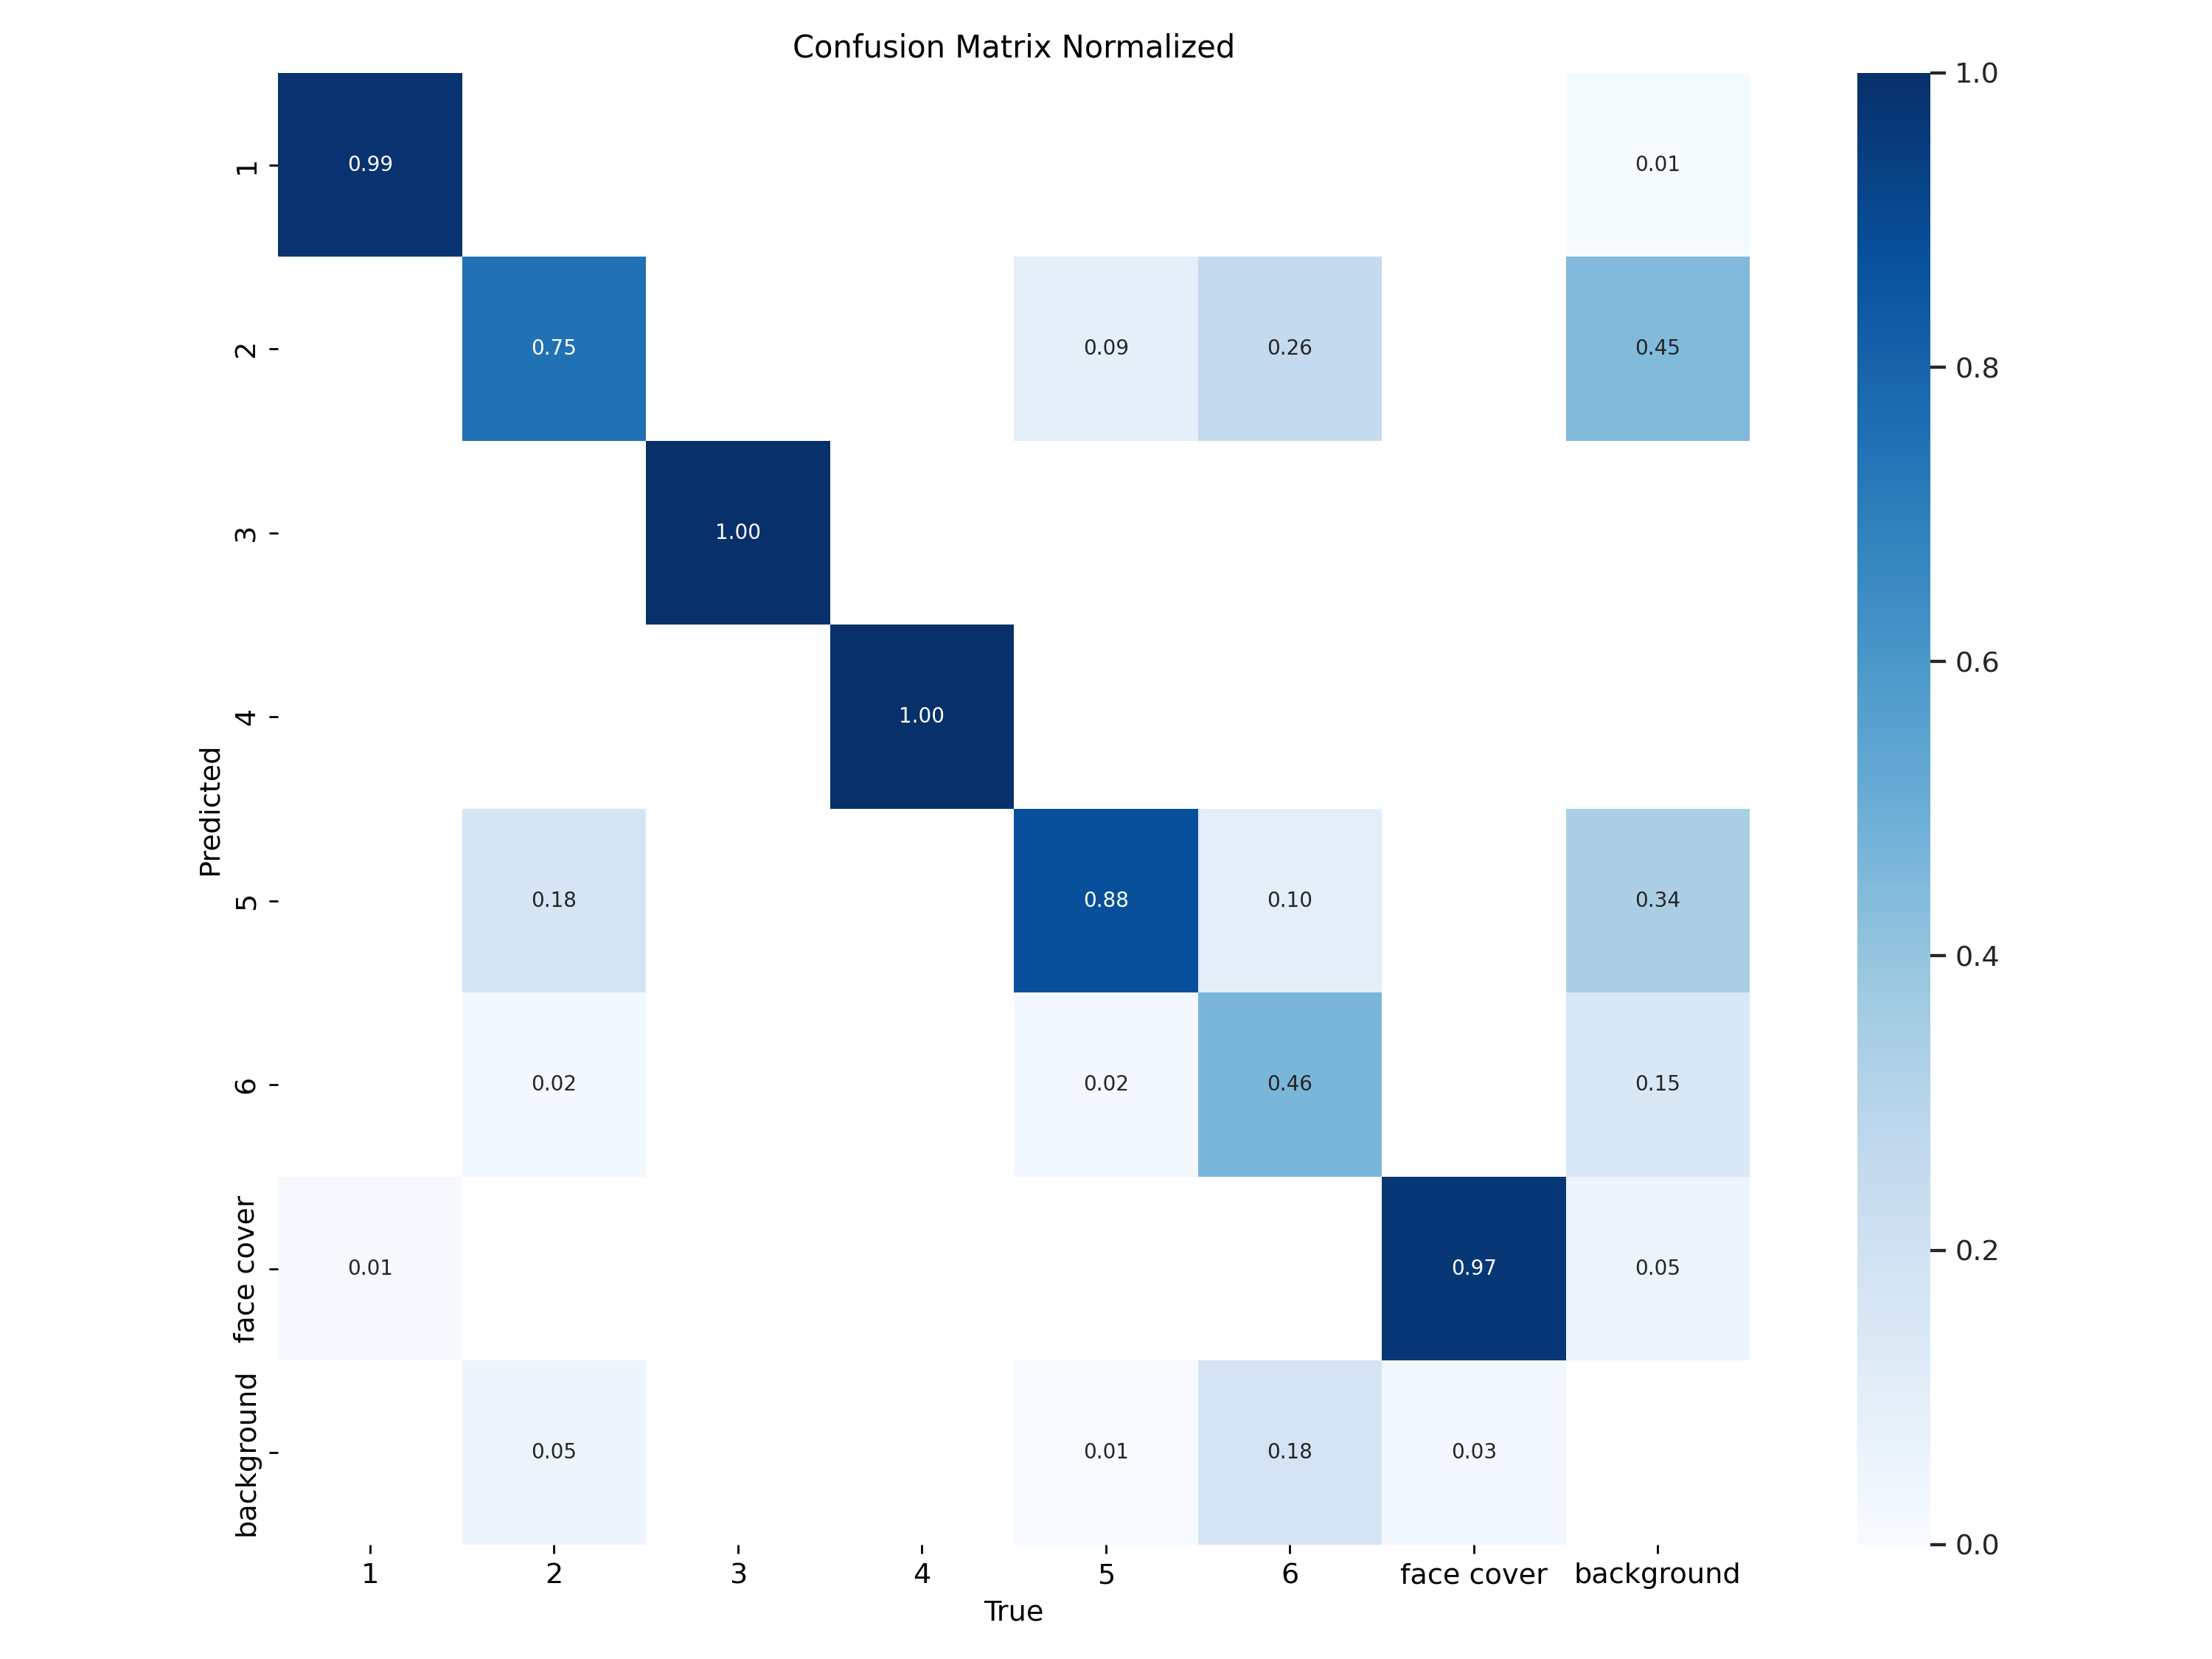 Confusion Matrix Normalized
1 0.99 0.01
2 0.75 0.09 0.26 0.45
3 1.00
4 1.00
5 0.18 0.88 0.10 0.34
6 0.02 0.02 0.46 0.15
face cover 0.01 0.97 0.05
background 0.05 0.01 0.18 0.03
Predicted
1 2 3 4 5 6 face cover background
True
1.0
0.8
0.6
0.4
0.2
0.0